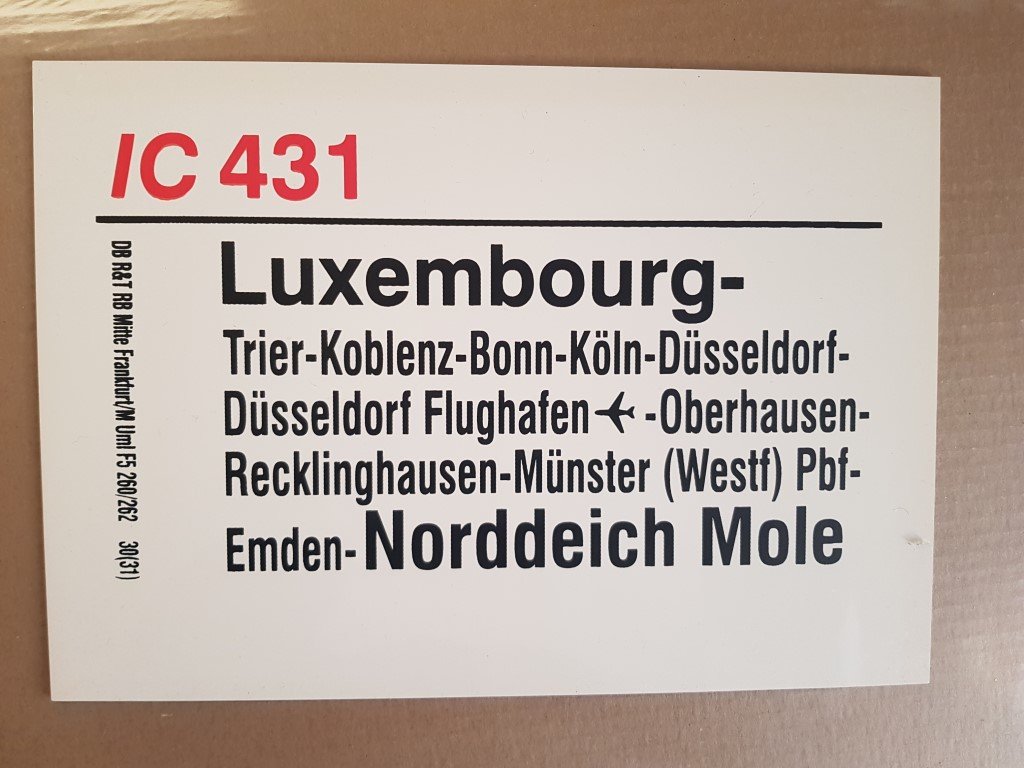 IC 431
Luxembourg-
Trier-Koblenz-Bonn-Köln-Düsseldorf-
Düsseldorf Flughafen✈-Oberhausen-
Recklinghausen-Münster (Westf) Pbf-
Emden-Norddeich Mole
DB R&T RB Mitte Frankfurt/M Uml F5 260/262 30(31)